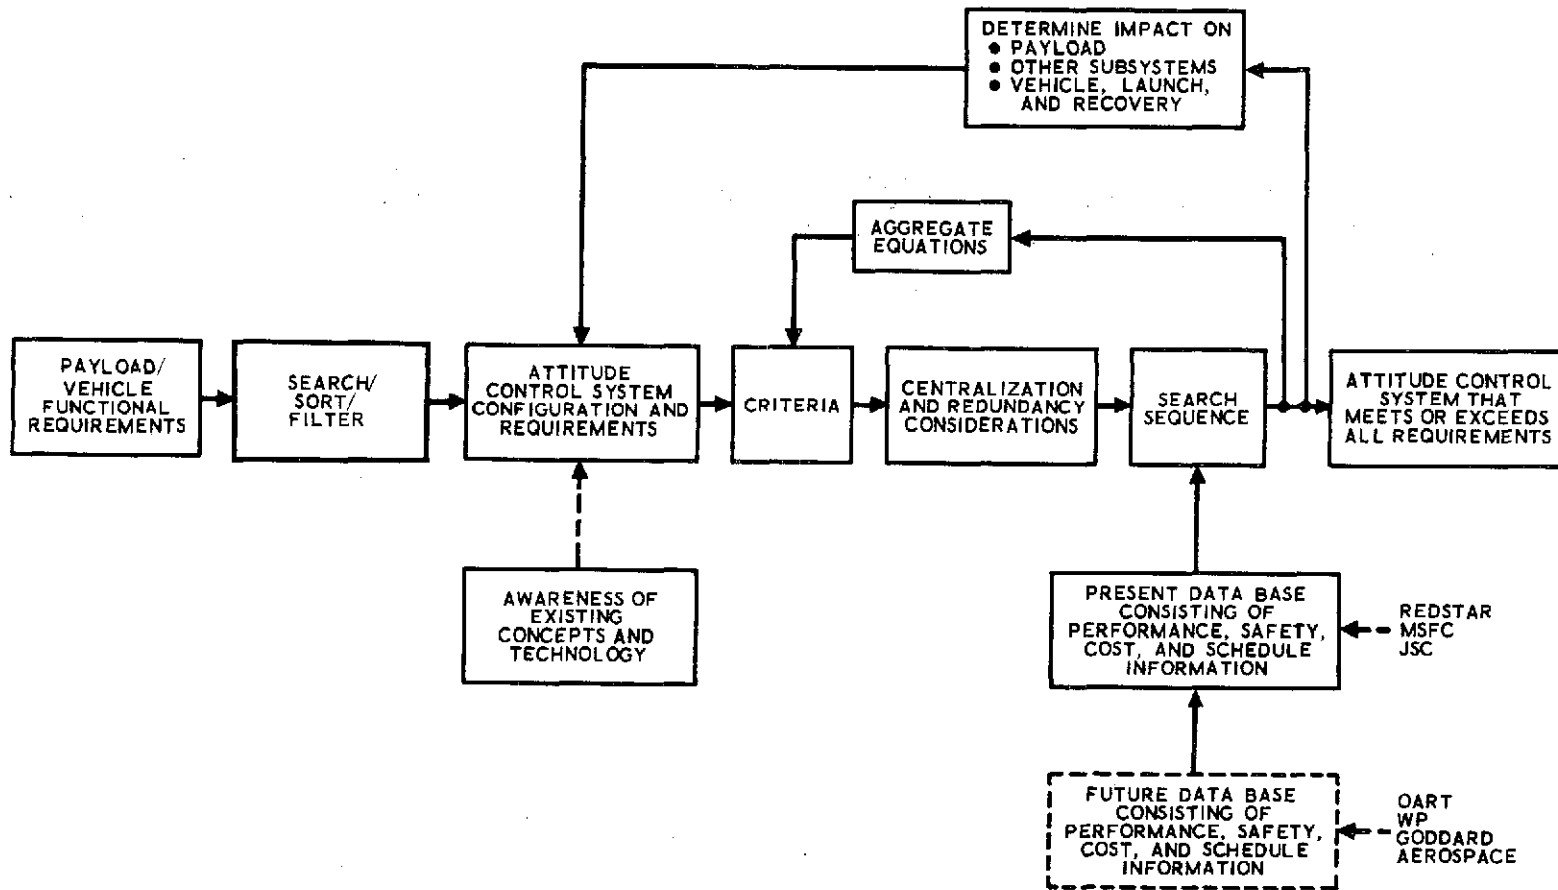 DETERMINE IMPACT ON
● PAYLOAD
● OTHER SUBSYSTEMS
● VEHICLE, LAUNCH,
AND RECOVERY
AGGREGATE
EQUATIONS
PAYLOAD/
VEHICLE
FUNCTIONAL
REQUIREMENTS
SEARCH/
SORT/
FILTER
ATTITUDE
CONTROL SYSTEM
CONFIGURATION AND
REQUIREMENTS
CRITERIA
CENTRALIZATION
AND REDUNDANCY
CONSIDERATIONS
SEARCH
SEQUENCE
ATTITUDE CONTROL
SYSTEM THAT
MEETS OR EXCEEDS
ALL REQUIREMENTS
AWARENESS OF
EXISTING
CONCEPTS AND
TECHNOLOGY
PRESENT DATA BASE
CONSISTING OF
PERFORMANCE, SAFETY,
COST, AND SCHEDULE
INFORMATION
REDSTAR
MSFC
JSC
FUTURE DATA BASE
CONSISTING OF
PERFORMANCE, SAFETY,
COST, AND SCHEDULE
INFORMATION
OART
WP
GODDARD
AEROSPACE